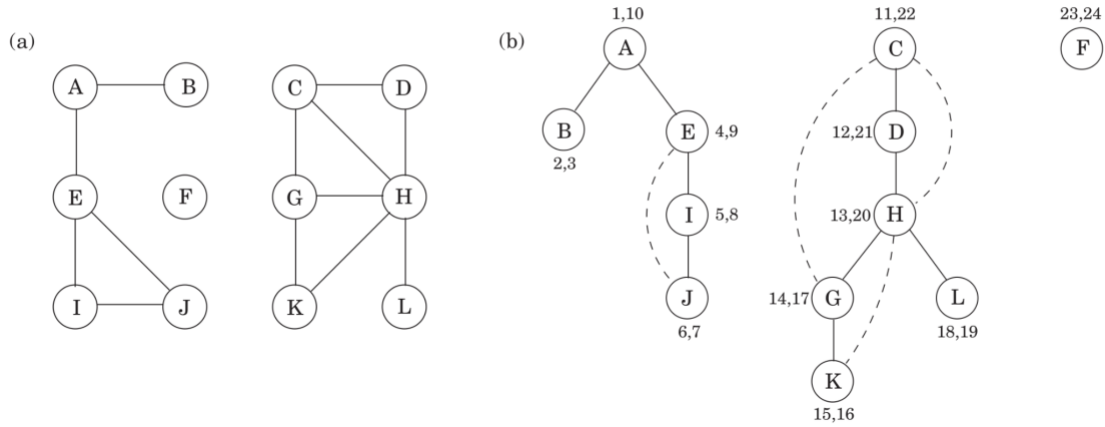 (a)
A B C D
E F G H
I J K L
(b)
1,10 11,22 23,24
A C F
B E 4,9 12,21 D
2,3
I 5,8 13,20 H
J 14,17 G L
6,7 18,19
K
15,16